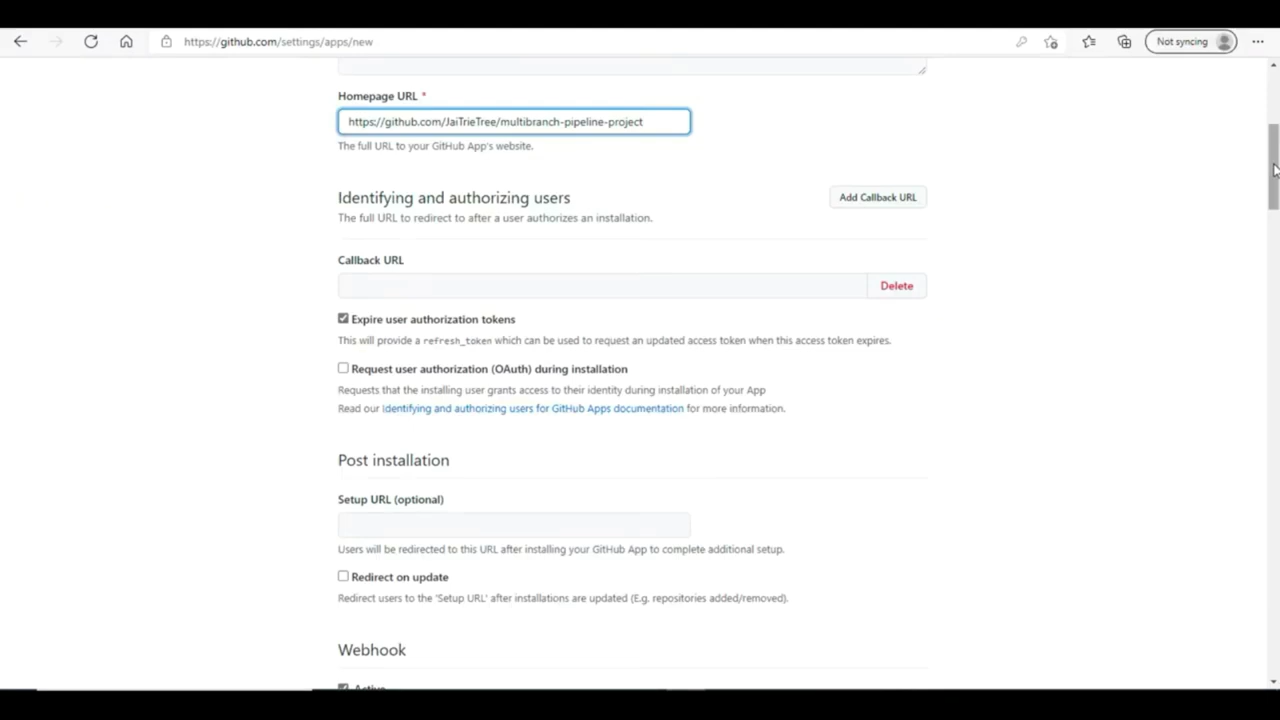 https://github.com/settings/apps/new
Not syncing
Homepage URL *
https://github.com/JaiTrieTree/multibranch-pipeline-project
The full URL to your GitHub App's website.
Identifying and authorizing users
Add Callback URL
The full URL to redirect to after a user authorizes an installation.
Callback URL
Delete
Expire user authorization tokens
This will provide a refresh_token which can be used to request an updated access token when this access token expires.
Request user authorization (OAuth) during installation
Requests that the installing user grants access to their identity during installation of your App
Read our Identifying and authorizing users for GitHub Apps documentation for more information.
Post installation
Setup URL (optional)
Users will be redirected to this URL after installing your GitHub App to complete additional setup.
Redirect on update
Redirect users to the 'Setup URL' after installations are updated (E.g. repositories added/removed).
Webhook
Active